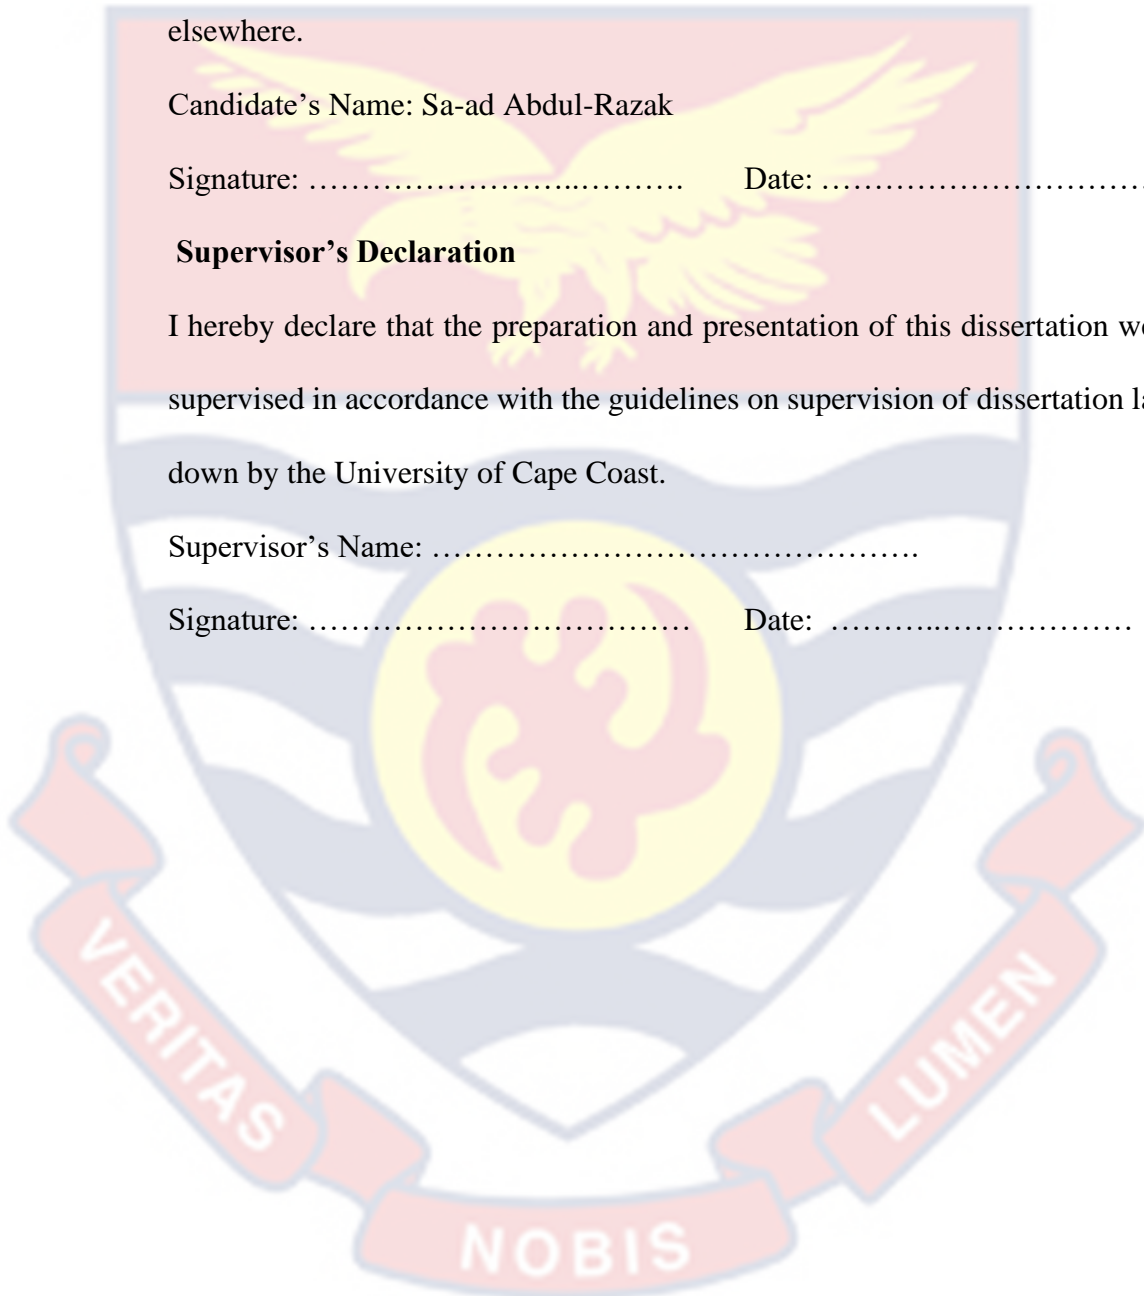 elsewhere.
Candidate’s Name: Sa-ad Abdul-Razak
Signature: ……………………..………. Date: ………………………….
Supervisor’s Declaration
I hereby declare that the preparation and presentation of this dissertation
supervised in accordance with the guidelines on supervision of dissertation
down by the University of Cape Coast.
Supervisor’s Name: ……………………………………….
Signature: ……………………………… Date: ………..………………
VERITAS
NOBIS
LUMEN